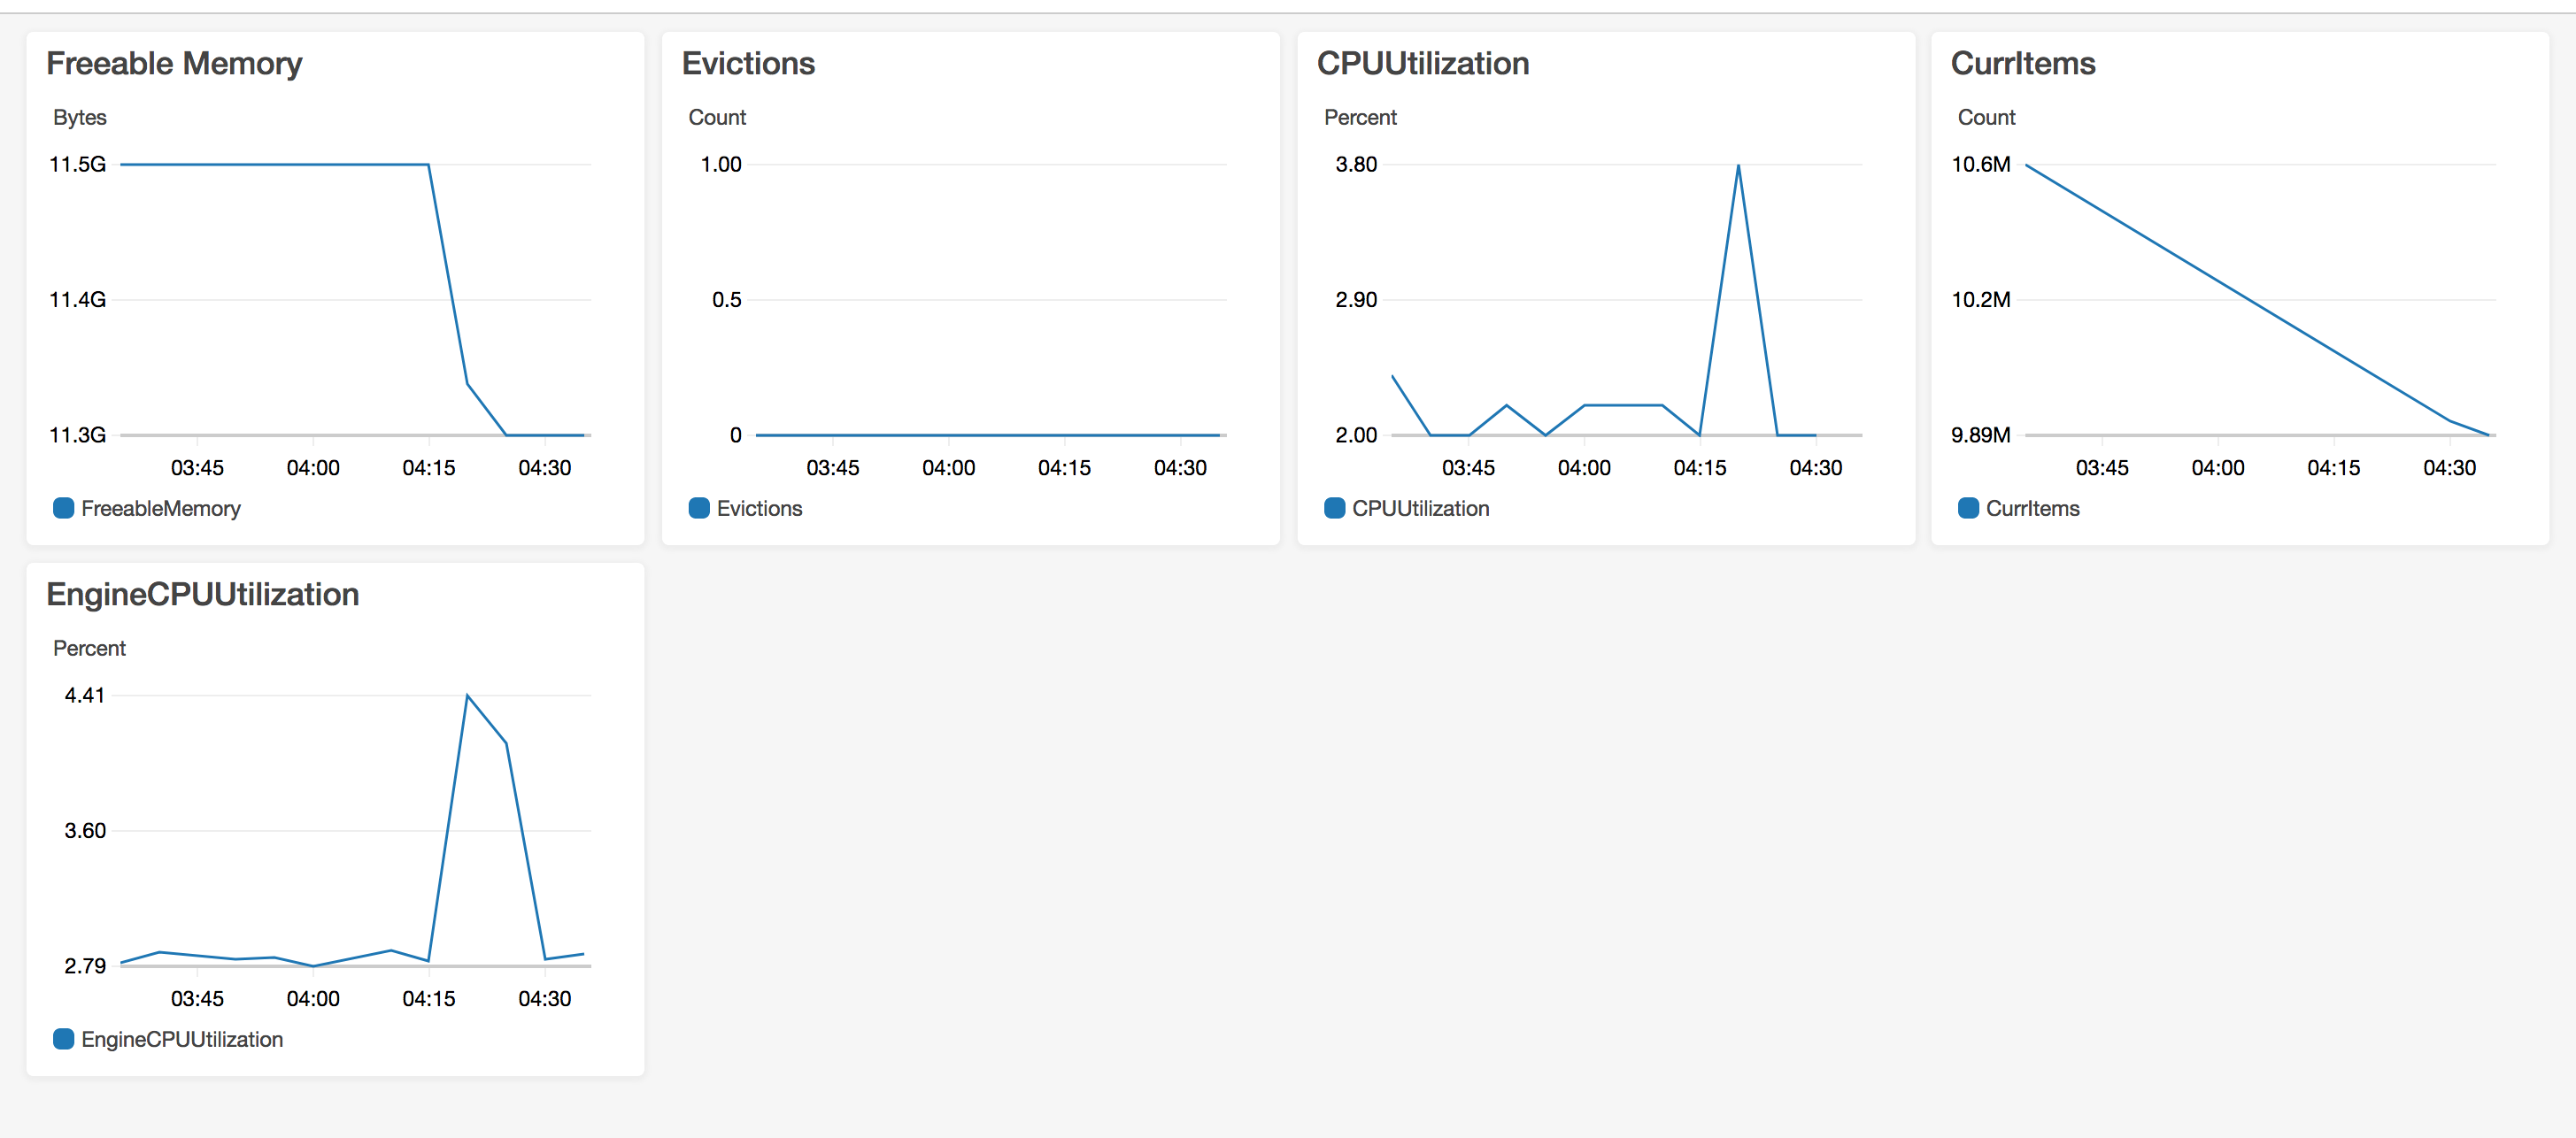 Freeable Memory
Bytes
11.5G
11.4G
11.3G
03:45 04:00 04:15 04:30
FreeableMemory
Evictions
Count
1.00
0.5
0
03:45 04:00 04:15 04:30
Evictions
CPUUtilization
Percent
3.80
2.90
2.00
03:45 04:00 04:15 04:30
CPUUtilization
CurrItems
Count
10.6M
10.2M
9.89M
03:45 04:00 04:15 04:30
CurrItems
EngineCPUUtilization
Percent
4.41
3.60
2.79
03:45 04:00 04:15 04:30
EngineCPUUtilization